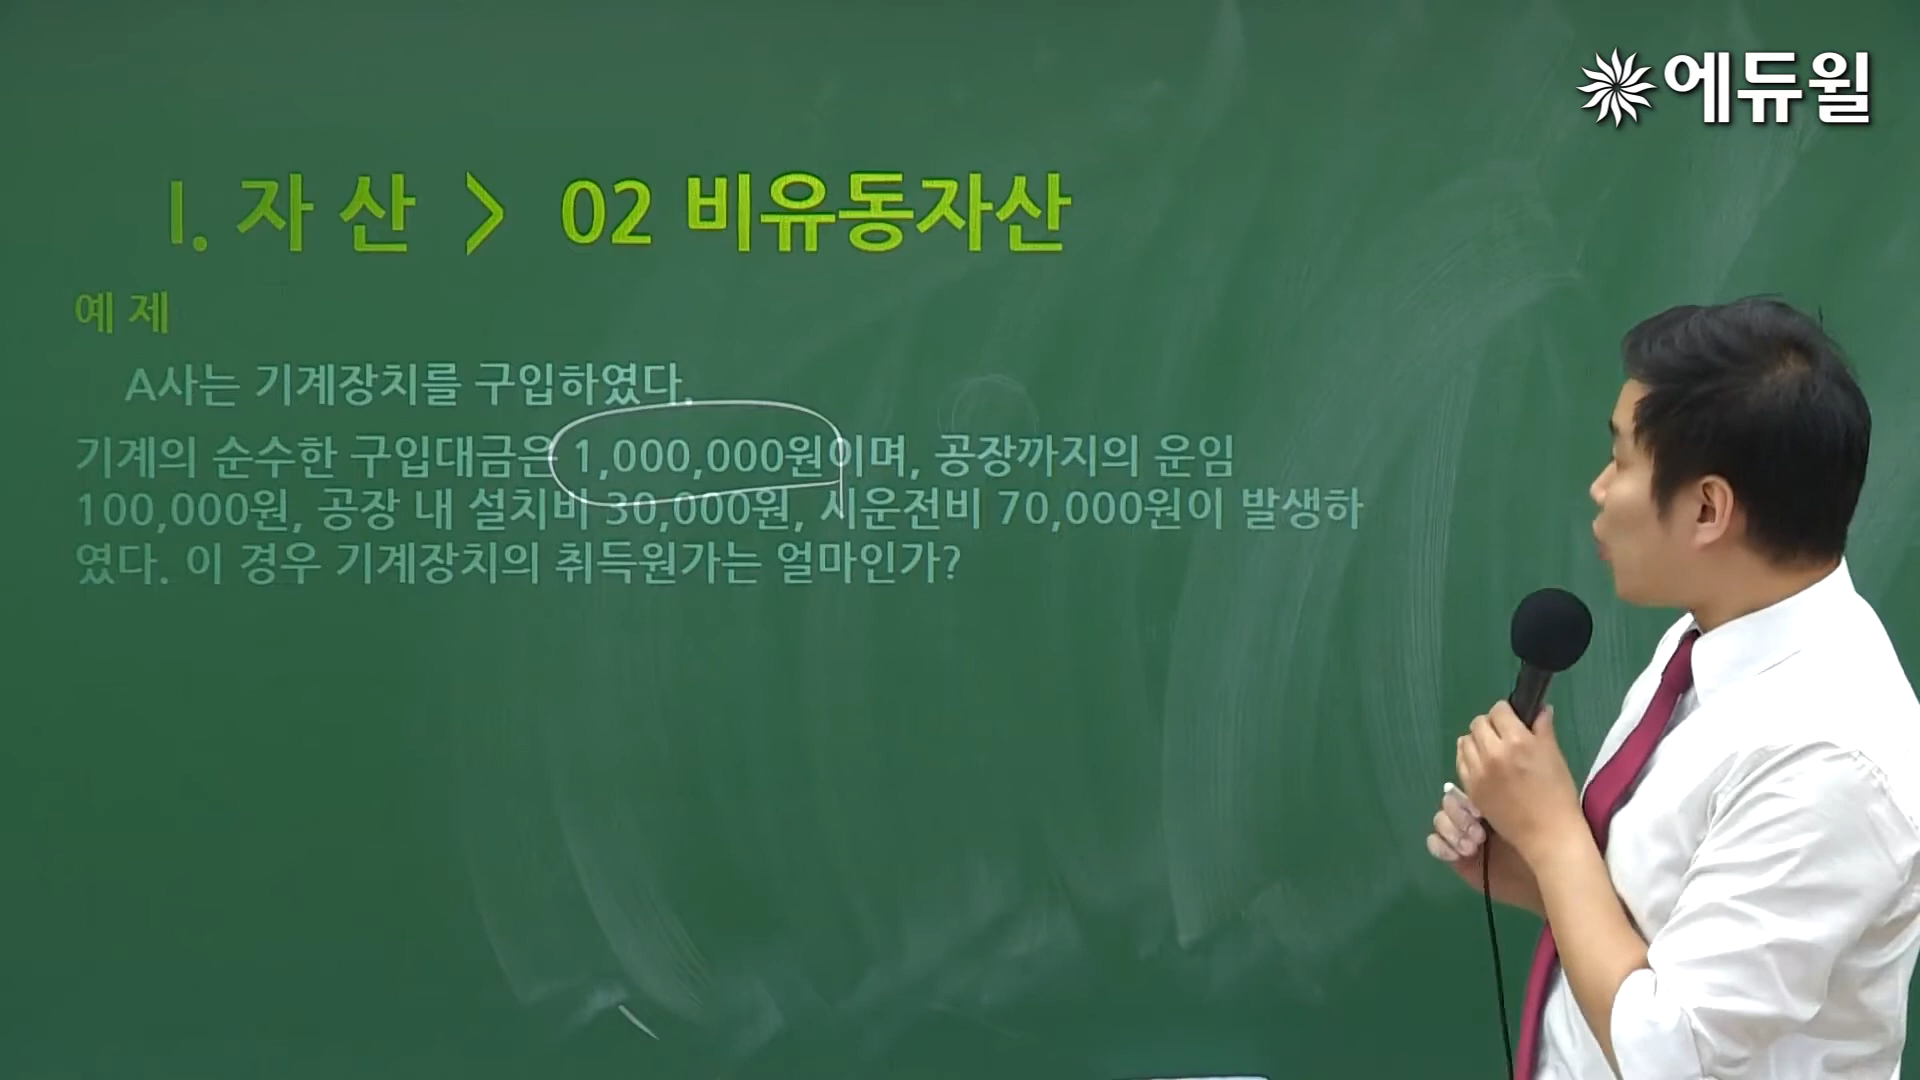 에듀윌
I. 자 산 > 02 비유동자산
예 제
A사는 기계장치를 구입하였다.
기계의 순수한 구입대금은 1,000,000원이며, 공장까지의 운임
100,000원, 공장 내 설치비 30,000원, 시운전비 70,000원이 발생하
였다. 이 경우 기계장치의 취득원가는 얼마인가?